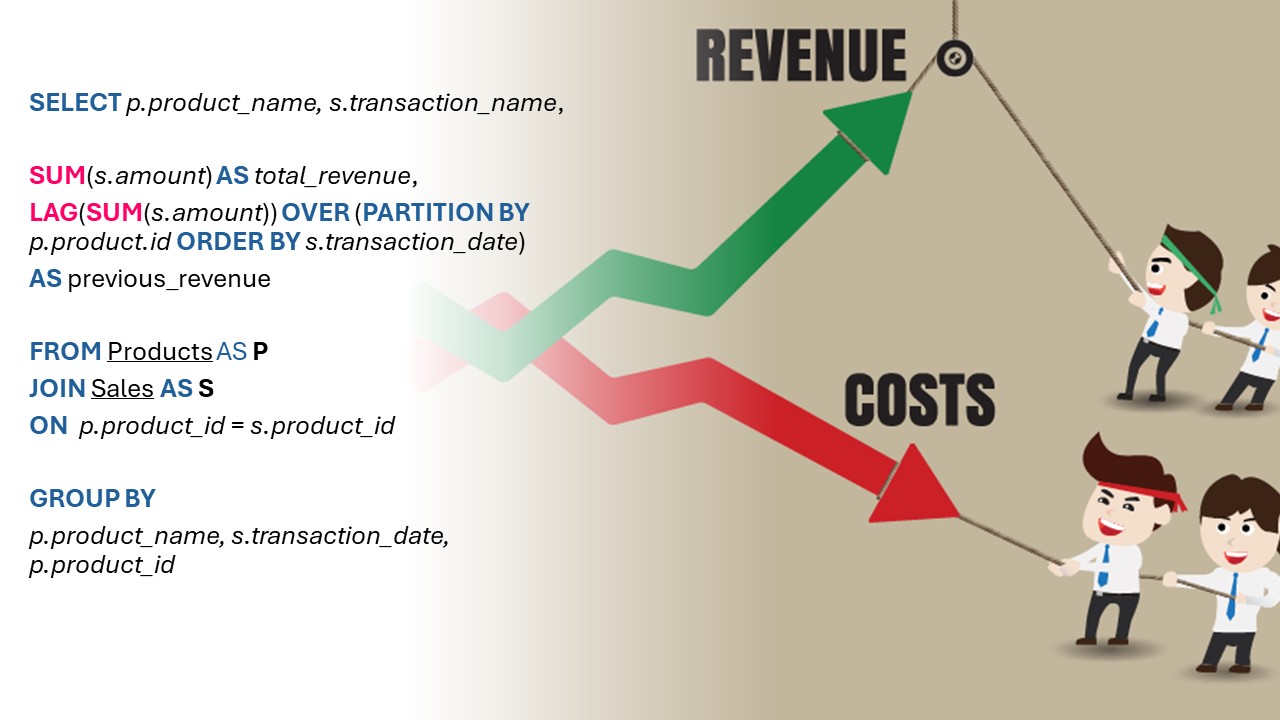 SELECT p.product_name, s.transaction_name,
SUM(s.amount) AS total_revenue,
LAG(SUM(s.amount)) OVER (PARTITION BY
p.product.id ORDER BY s.transaction_date)
AS previous_revenue
FROM Products AS P
JOIN Sales AS S
ON p.product_id = s.product_id
GROUP BY
p.product_name, s.transaction_date,
p.product_id
REVENUE
COSTS